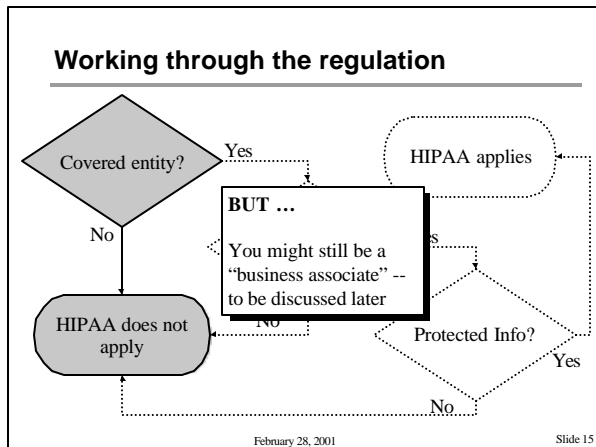 Working through the regulation
Covered entity?
Yes
HIPAA applies
BUT …
You might still be a
“business associate” --
to be discussed later
No
HIPAA does not
apply
No
Protected Info?
Yes
No
February 28, 2001
Slide 15